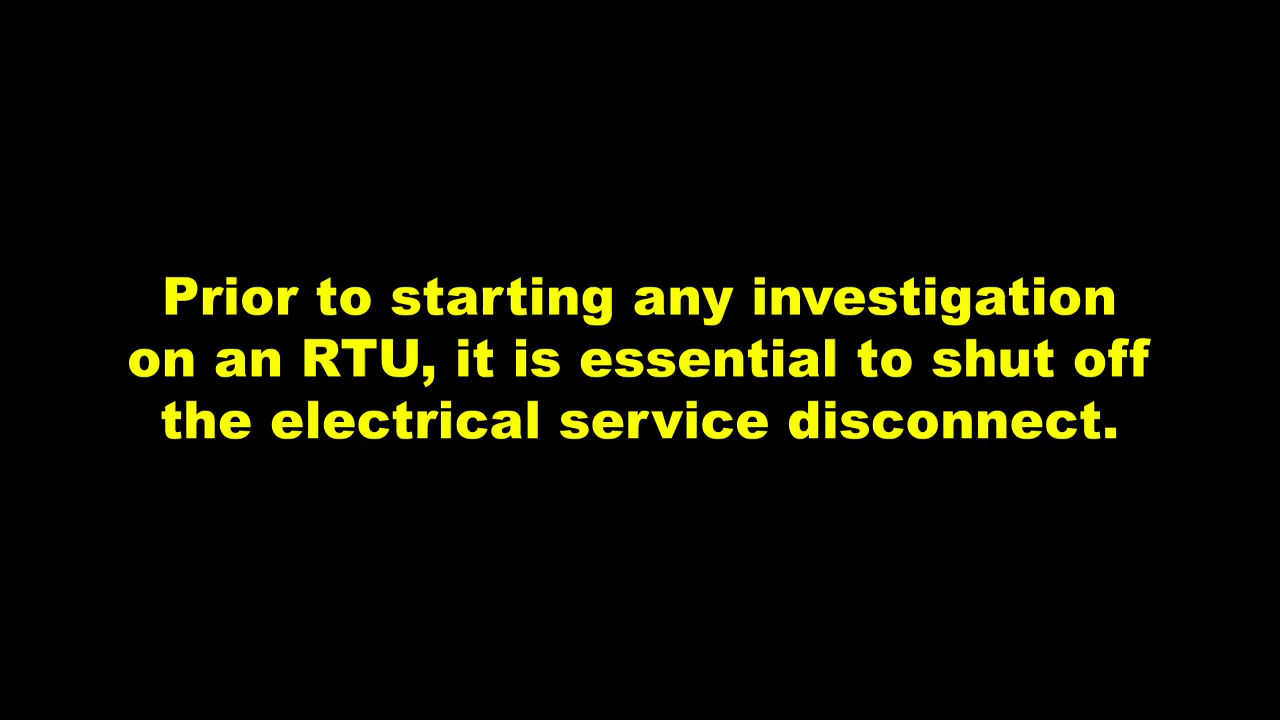 Prior to starting any investigation
on an RTU, it is essential to shut off
the electrical service disconnect.